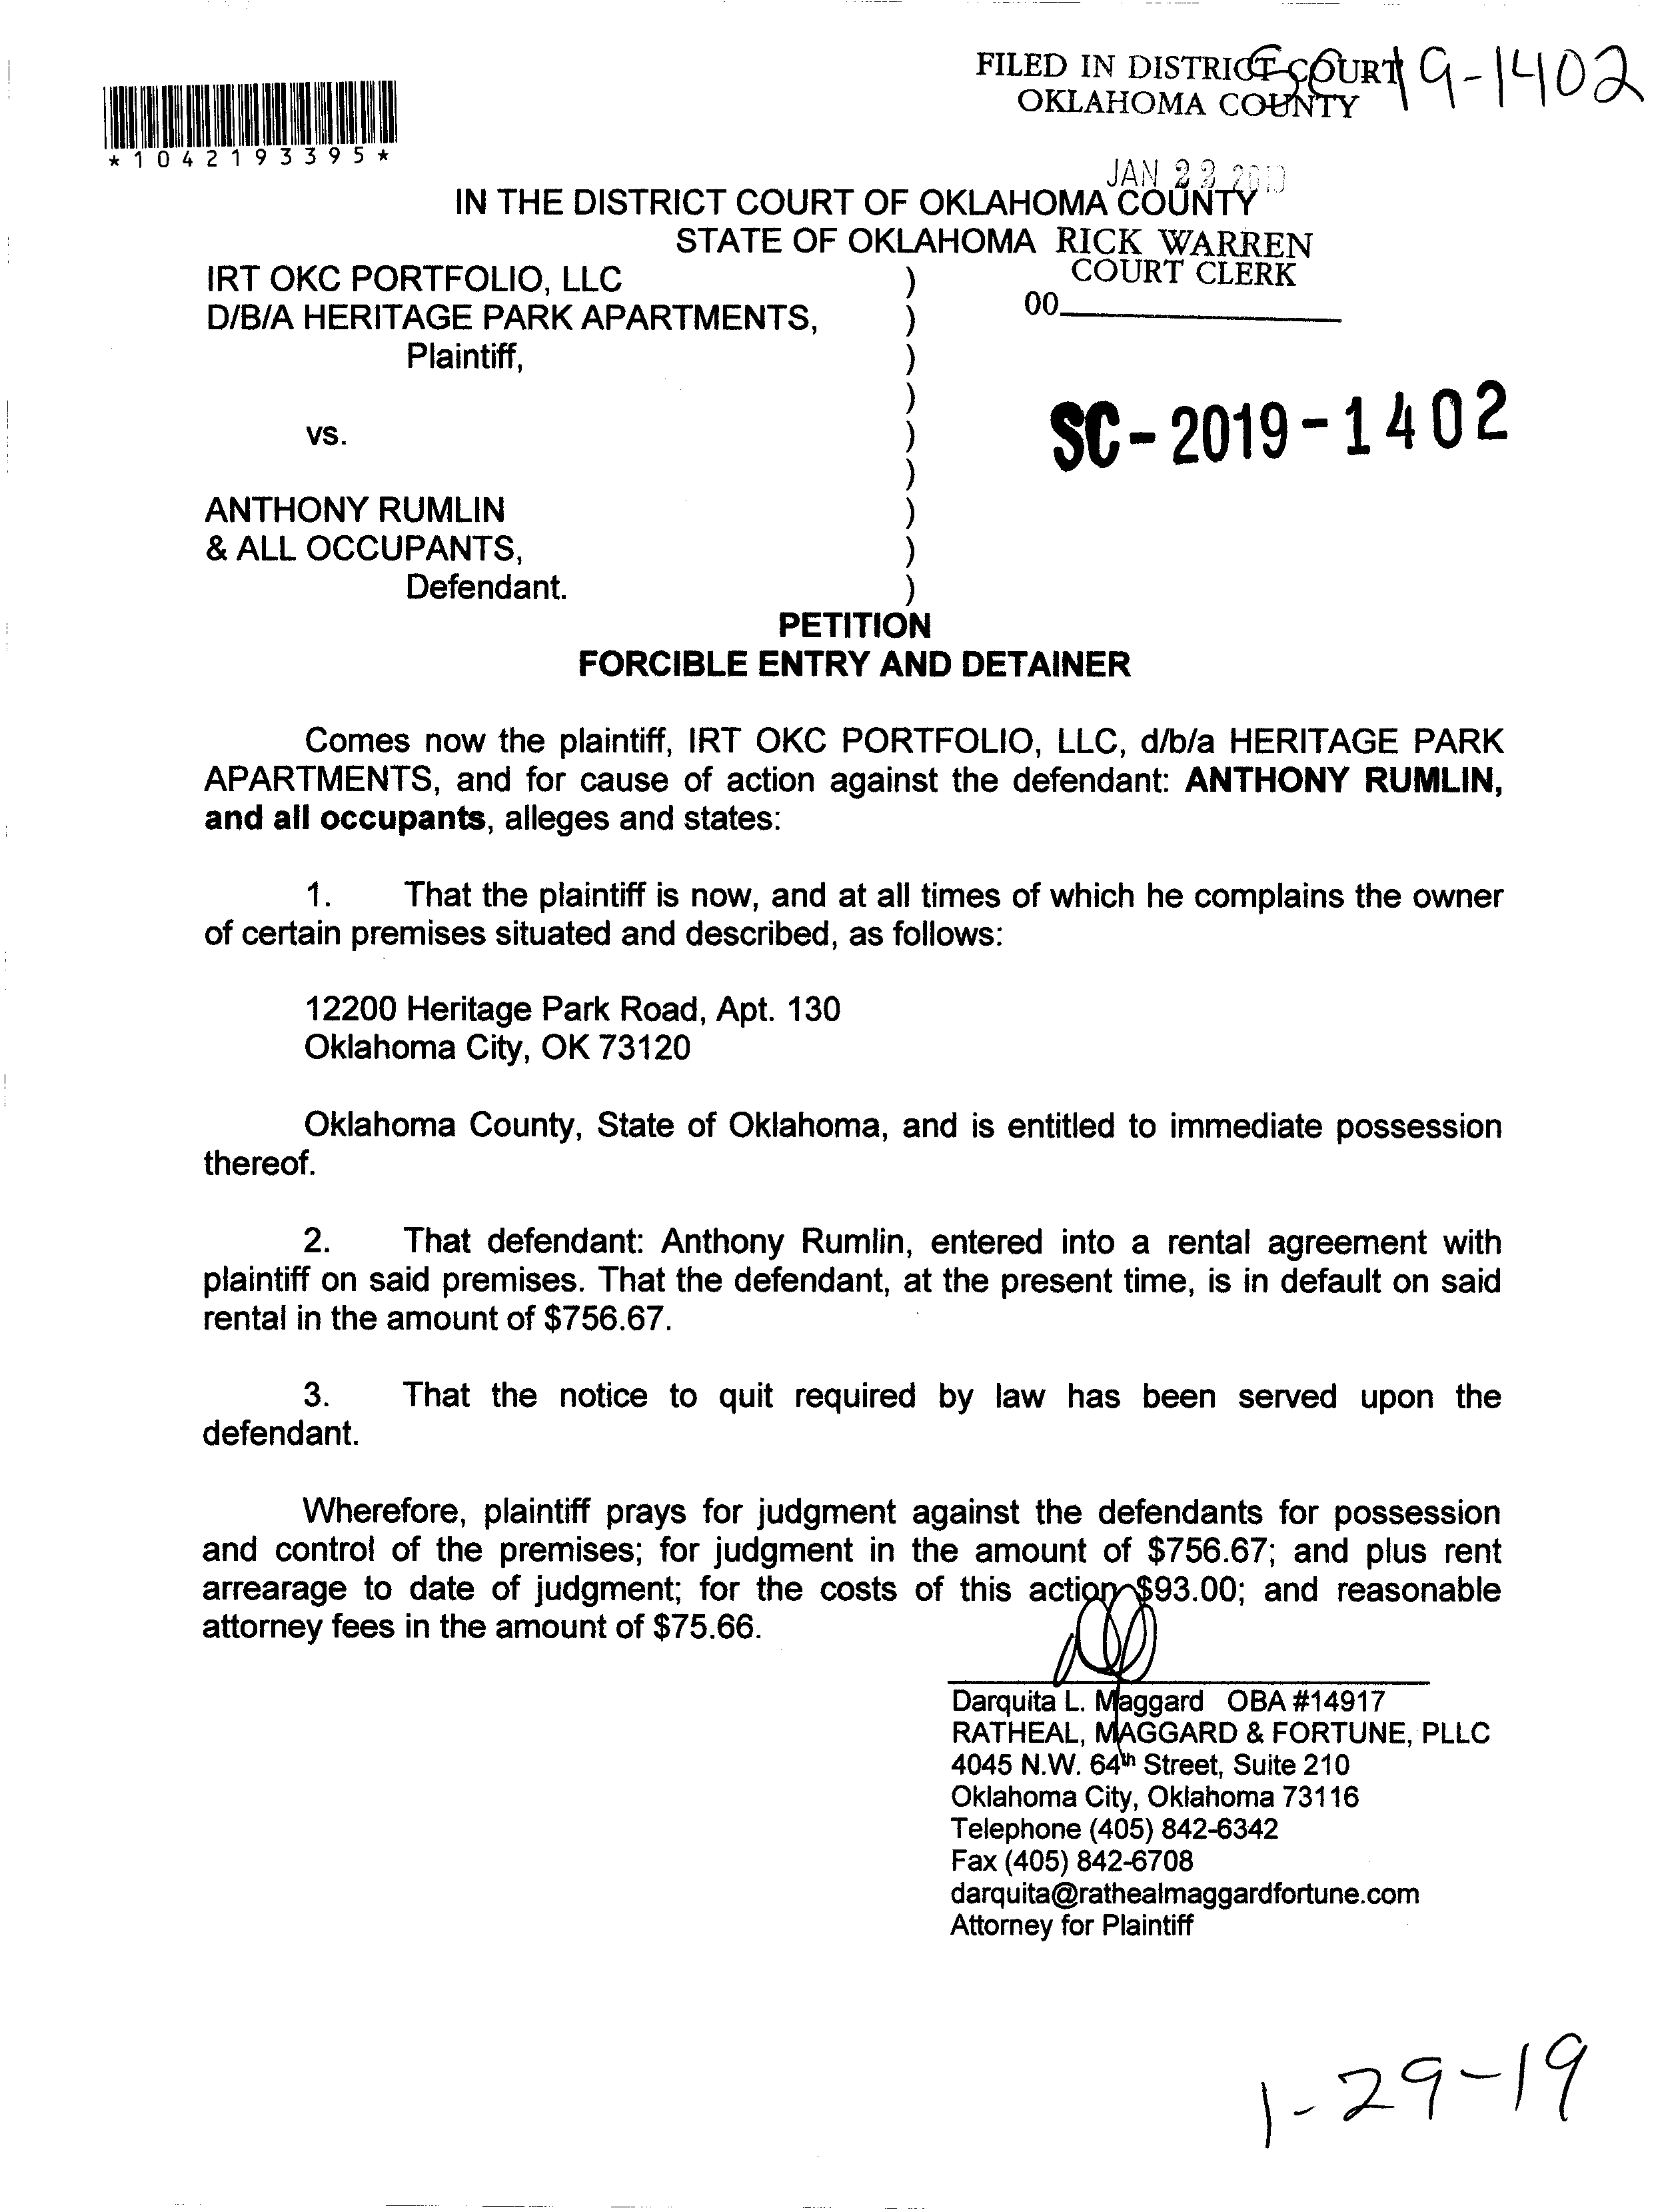 FILED IN DISTRICT COURT
OKLAHOMA COUNTY
SC 19-1402
*1042193395*
JAN 22
IN THE DISTRICT COURT OF OKLAHOMA COUNTY
STATE OF OKLAHOMA RICK WARREN
COURT CLERK
00
IRT OKC PORTFOLIO, LLC )
D/B/A HERITAGE PARK APARTMENTS, )
Plaintiff, )
)
vs. )
)
SC-2019-1402
ANTHONY RUMLIN )
& ALL OCCUPANTS, )
Defendant. )
PETITION
FORCIBLE ENTRY AND DETAINER
Comes now the plaintiff, IRT OKC PORTFOLIO, LLC, d/b/a HERITAGE PARK
APARTMENTS, and for cause of action against the defendant: ANTHONY RUMLIN,
and all occupants, alleges and states:
1. That the plaintiff is now, and at all times of which he complains the owner
of certain premises situated and described, as follows:
12200 Heritage Park Road, Apt. 130
Oklahoma City, OK 73120
Oklahoma County, State of Oklahoma, and is entitled to immediate possession
thereof.
2. That defendant: Anthony Rumlin, entered into a rental agreement with
plaintiff on said premises. That the defendant, at the present time, is in default on said
rental in the amount of $756.67.
3. That the notice to quit required by law has been served upon the
defendant.
Wherefore, plaintiff prays for judgment against the defendants for possession
and control of the premises; for judgment in the amount of $756.67; and plus rent
arrearage to date of judgment; for the costs of this action $93.00; and reasonable
attorney fees in the amount of $75.66.
Darquita L. Maggard OBA #14917
RATHEAL, MAGGARD & FORTUNE, PLLC
4045 N.W. 64th Street, Suite 210
Oklahoma City, Oklahoma 73116
Telephone (405) 842-6342
Fax (405) 842-6708
darquita@rathealmaggardfortune.com
Attorney for Plaintiff
1-29-19